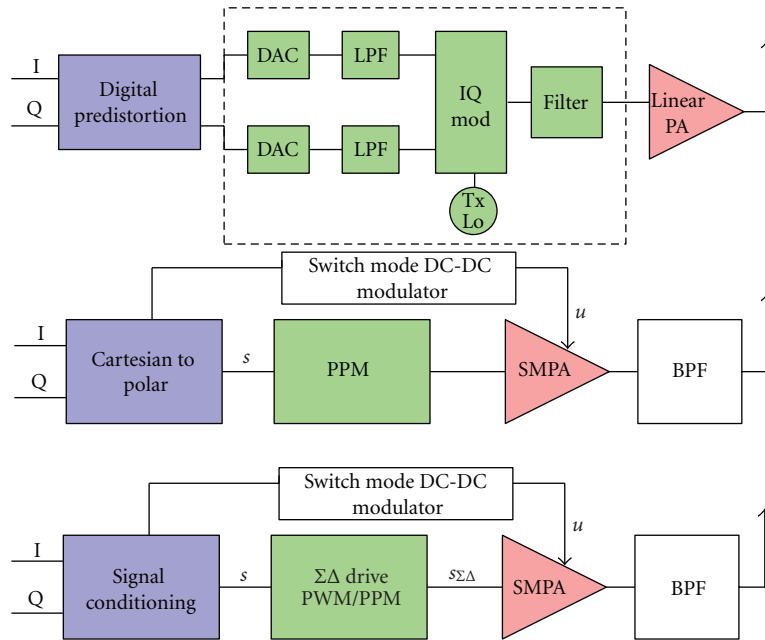 I
Q
Digital
predistortion
DAC
LPF
DAC
LPF
IQ
mod
Tx
Lo
Filter
Linear
PA
Switch mode DC-DC
modulator
I
Q
Cartesian to
polar
s
PPM
u
SMPA
BPF
Switch mode DC-DC
modulator
I
Q
Signal
conditioning
s
ΣΔ drive
PWM/PPM
sΣΔ
u
SMPA
BPF